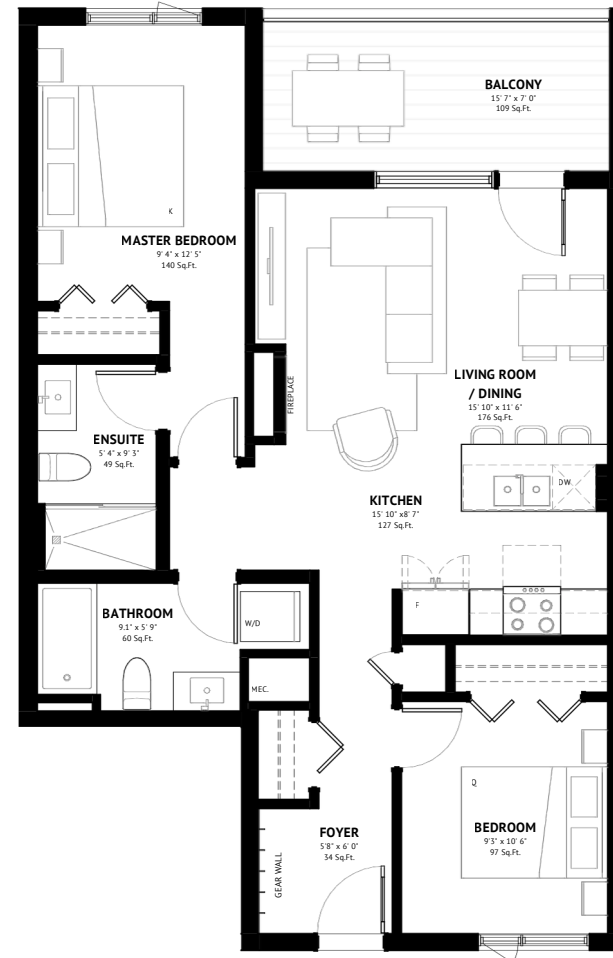 BALCONY
15' 7" x 7' 0"
109 Sq.Ft.
K
MASTER BEDROOM
9' 4" x 12' 5"
140 Sq.Ft.
FIREPLACE
LIVING ROOM
/ DINING
15' 10" x 11' 6"
176 Sq.Ft.
ENSUITE
5' 4" x 9' 3"
49 Sq.Ft.
DW
KITCHEN
15' 10" x8' 7"
127 Sq.Ft.
BATHROOM
9.1" x 5' 9"
60 Sq.Ft.
W/D
F
MEC.
Q
FOYER
5'8" x 6' 0"
34 Sq.Ft.
BEDROOM
9'3" x 10' 6"
97 Sq.Ft.
GEAR WALL